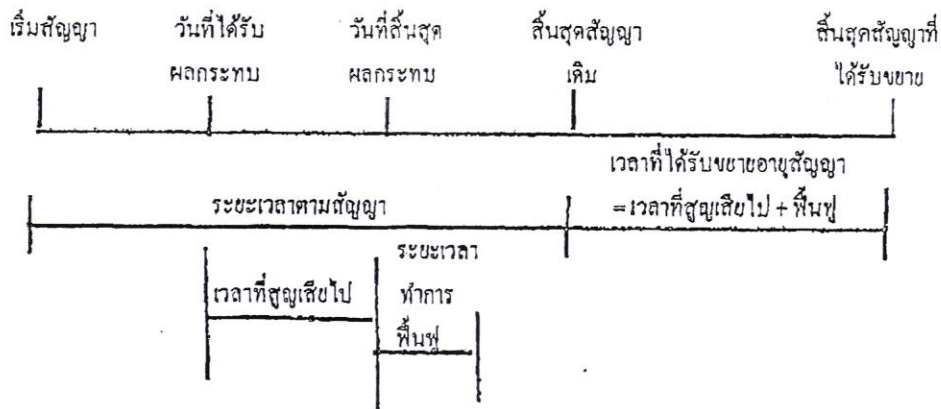 เริ่มสัญญา วันที่ได้รับ วันที่สิ้นสุด สิ้นสุดสัญญา สิ้นสุดสัญญาที่
ผลกระทบ ผลกระทบ เดิม ได้รับขยาย
เวลาที่ได้รับขยายอายุสัญญา
ระยะเวลาตามสัญญา =เวลาที่สูญเสียไป + ฟื้นฟู
ระยะเวลา
เวลาที่สูญเสียไป ทำการ
ฟื้นฟู